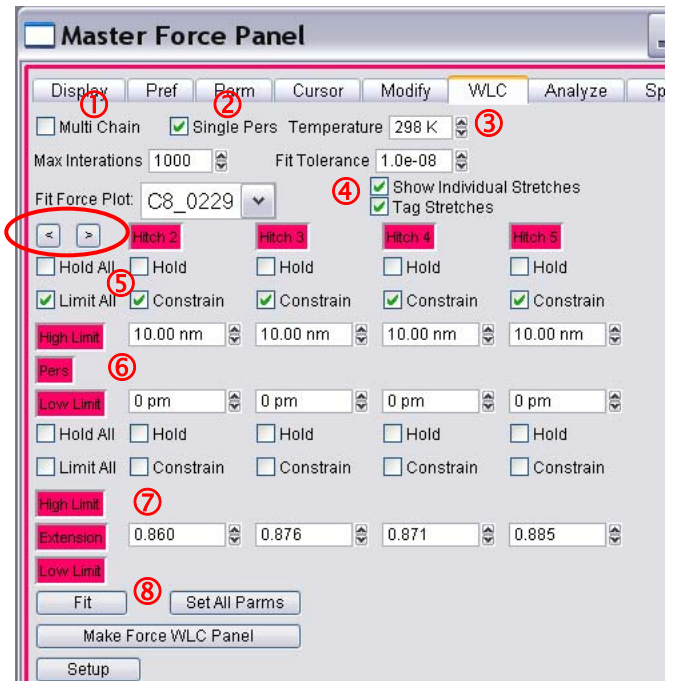 Master Force Panel
Display Pref Parm Cursor Modify WLC Analyze Sp
① ②
Multi Chain Single Pers Temperature 298 K ③
Max Interations 1000 Fit Tolerance 1.0e-08
Fit Force Plot: C8_0229 ④ Show Individual Stretches
Tag Stretches
< > Hitch 2 Hitch 3 Hitch 4 Hitch 5
Hold All Hold Hold Hold Hold
⑤
Limit All Constrain Constrain Constrain Constrain
High Limit 10.00 nm 10.00 nm 10.00 nm 10.00 nm
Pers ⑥
Low Limit 0 pm 0 pm 0 pm 0 pm
Hold All Hold Hold Hold Hold
Limit All Constrain Constrain Constrain Constrain
High Limit ⑦
Extension 0.860 0.876 0.871 0.885
Low Limit
Fit ⑧ Set All Parms
Make Force WLC Panel
Setup